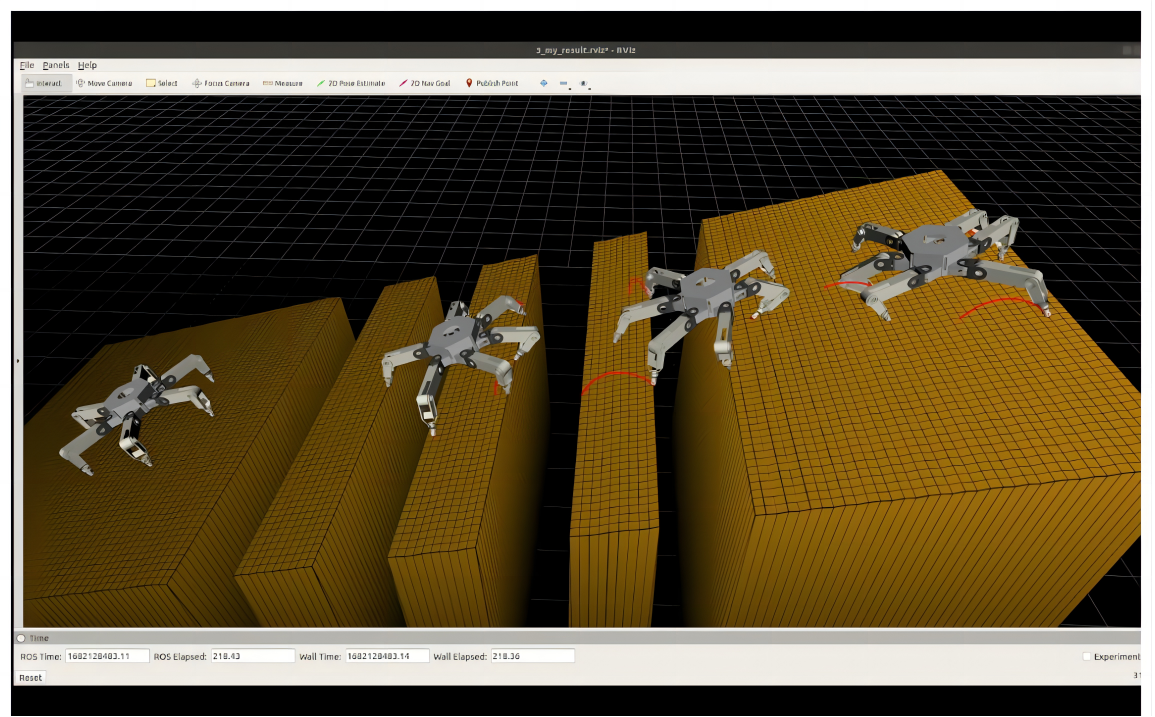 3_my_result.rviz* - RViz
File Panels Help
Interact Move Camera Select Focus Camera Measure 2D Pose Estimate 2D Nav Goal Publish Point
Time
ROS Time: 1682128483.11 ROS Elapsed: 218.43 Wall Time: 1682128483.14 Wall Elapsed: 218.36 Experiment
Reset 31